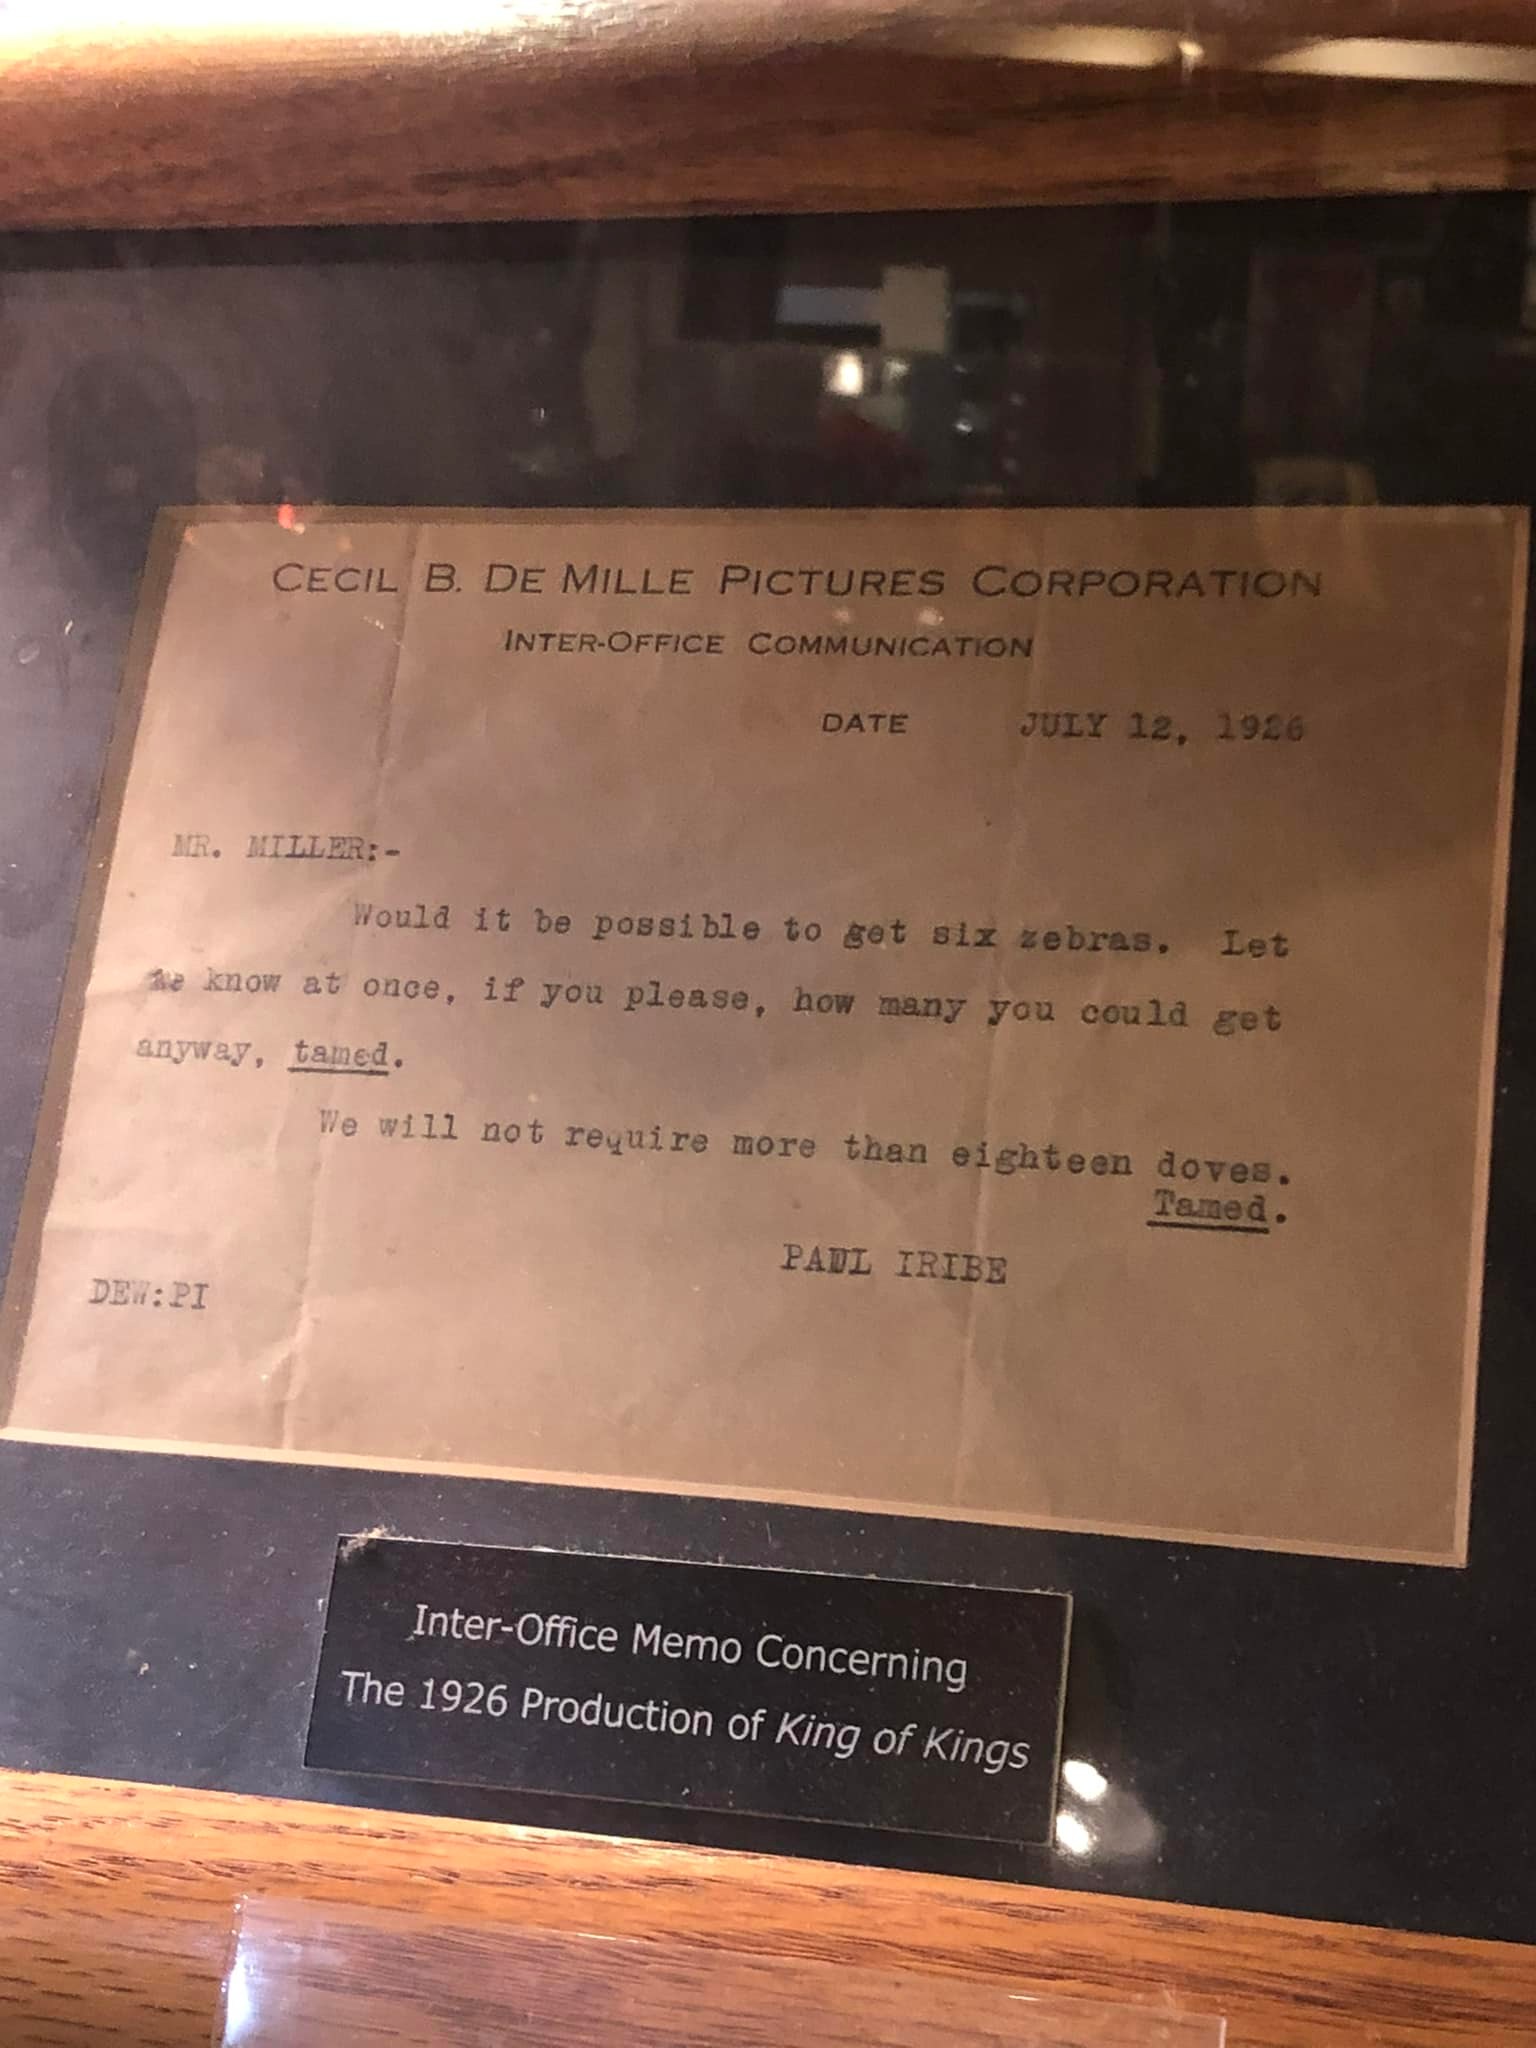 CECIL B. DE MILLE PICTURES CORPORATION
INTER-OFFICE COMMUNICATION
DATE JULY 12, 1926
MR. MILLER:-
Would it be possible to get six zebras. Let
me know at once, if you please, how many you could get
anyway, tamed.
We will not require more than eighteen doves.
Tamed.
PAUL IRIBE
DEW:PI
Inter-Office Memo Concerning
The 1926 Production of King of Kings